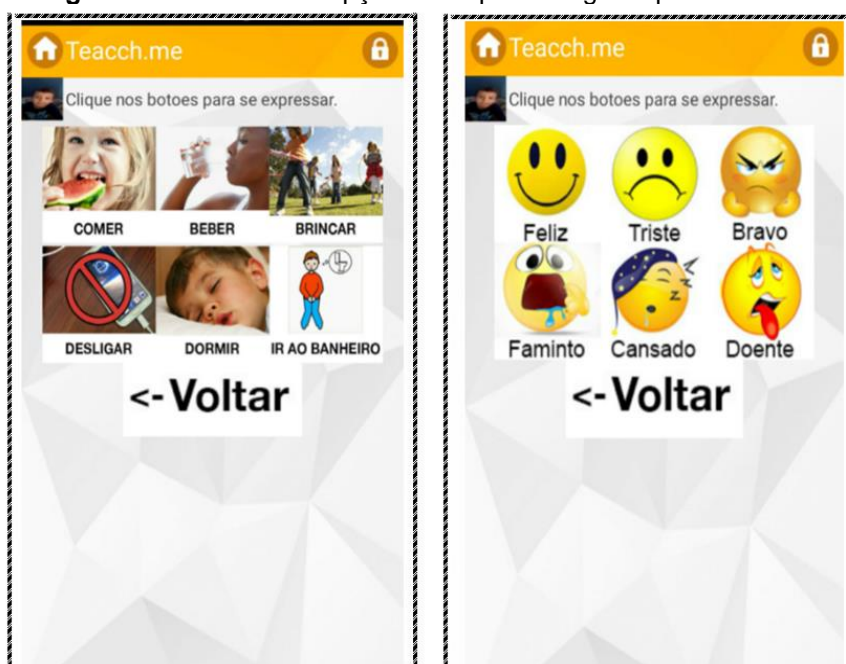 Teacch.me
Clique nos botoes para se expressar.
COMER BEBER BRINCAR
DESLIGAR DORMIR IR AO BANHEIRO
<- Voltar
Teacch.me
Clique nos botoes para se expressar.
Feliz Triste Bravo
Faminto Cansado Doente
<- Voltar